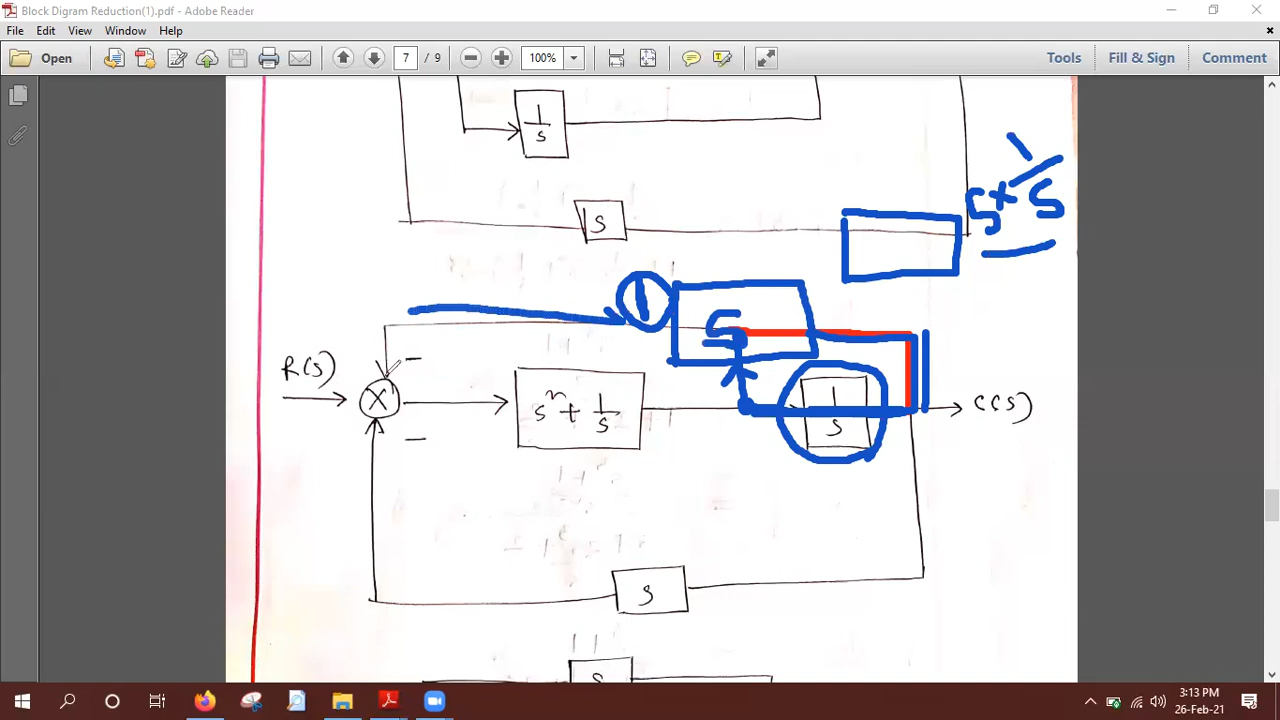 Block Digram Reduction(1).pdf - Adobe Reader
File Edit View Window Help
Open 7 / 9 100% Tools Fill & Sign Comment
1
s
s
s × 1/s
1
s
R(s) - X - s² + 1/s 1/s C(s)
s
s
3:13 PM
26-Feb-21